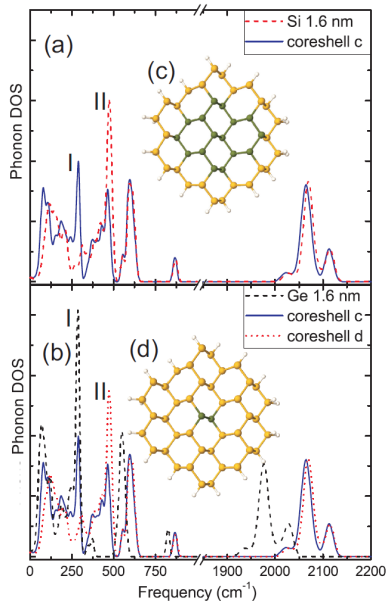 (a)
Si 1.6 nm
coreshell c
(c)
II
I
Phonon DOS
Ge 1.6 nm
coreshell c
coreshell d
I
(b)
(d)
II
Phonon DOS
0 250 500 750 1900 2000 2100 2200
Frequency (cm⁻¹)